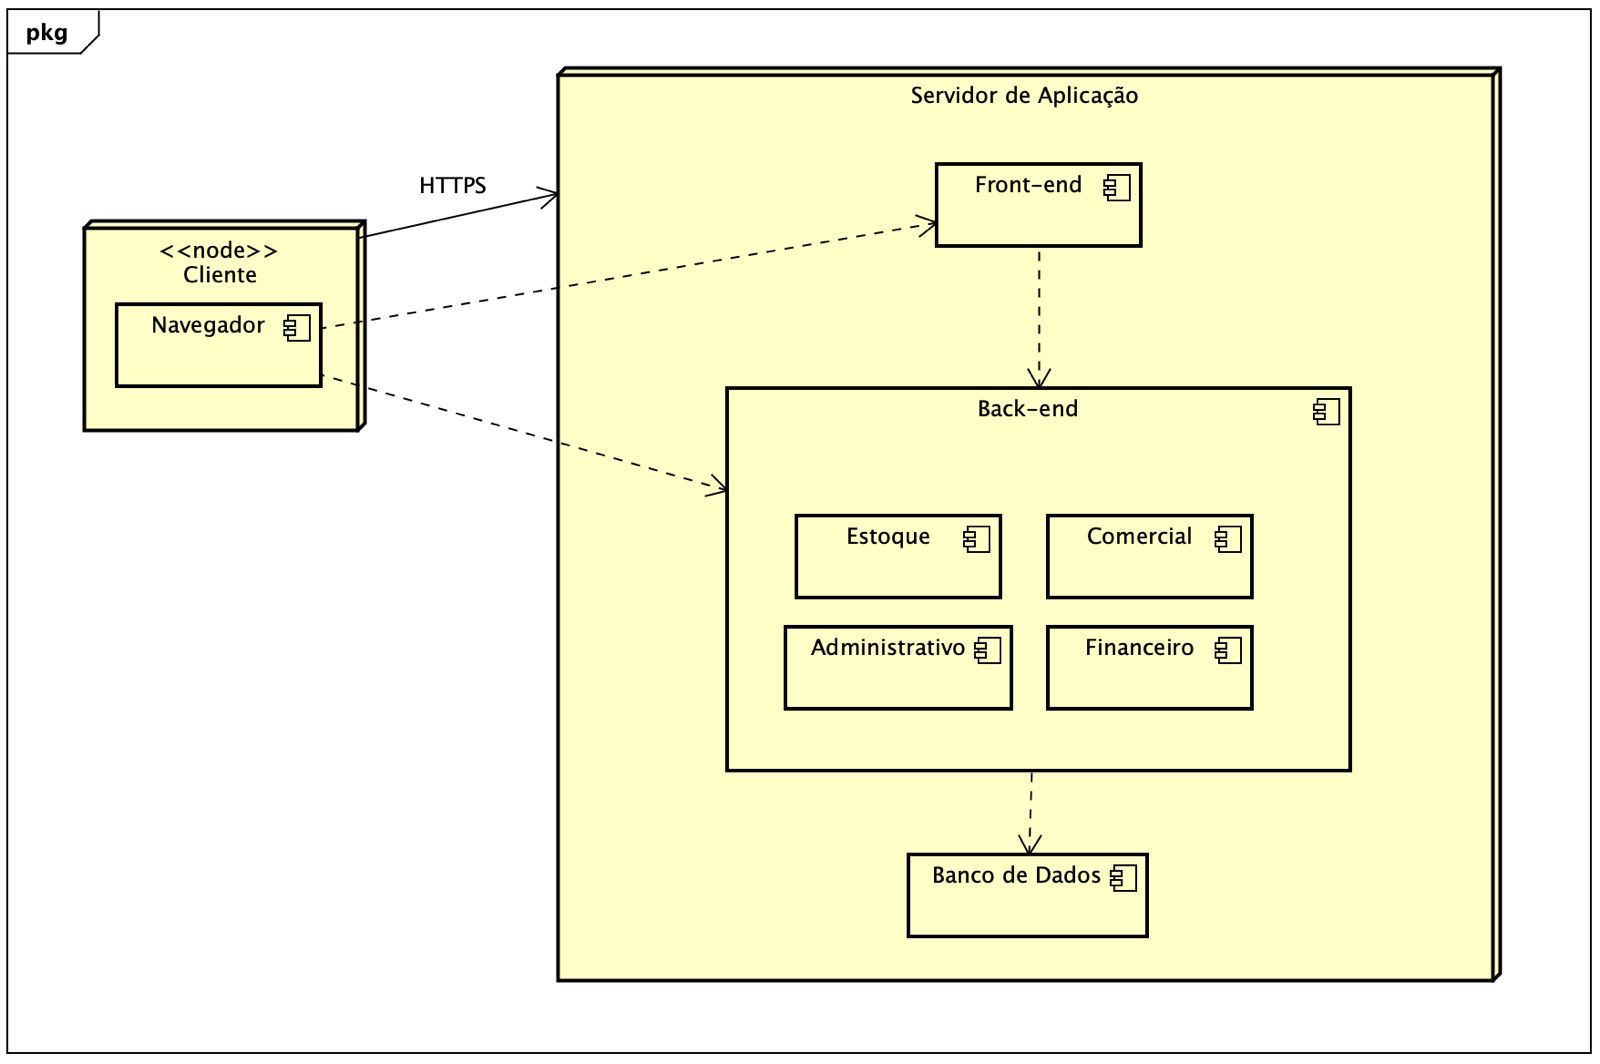 pkg
Servidor de Aplicação
HTTPS
Front-end
<<node>>
Cliente
Navegador
Back-end
Estoque
Comercial
Administrativo
Financeiro
Banco de Dados